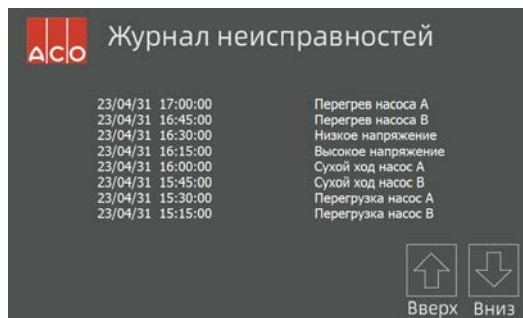 ACO
Журнал неисправностей
23/04/31 17:00:00 Перегрев насоса А
23/04/31 16:45:00 Перегрев насоса В
23/04/31 16:30:00 Низкое напряжение
23/04/31 16:15:00 Высокое напряжение
23/04/31 16:00:00 Сухой ход насос А
23/04/31 15:45:00 Сухой ход насос В
23/04/31 15:30:00 Перегрузка насос А
23/04/31 15:15:00 Перегрузка насос В
Вверх Вниз